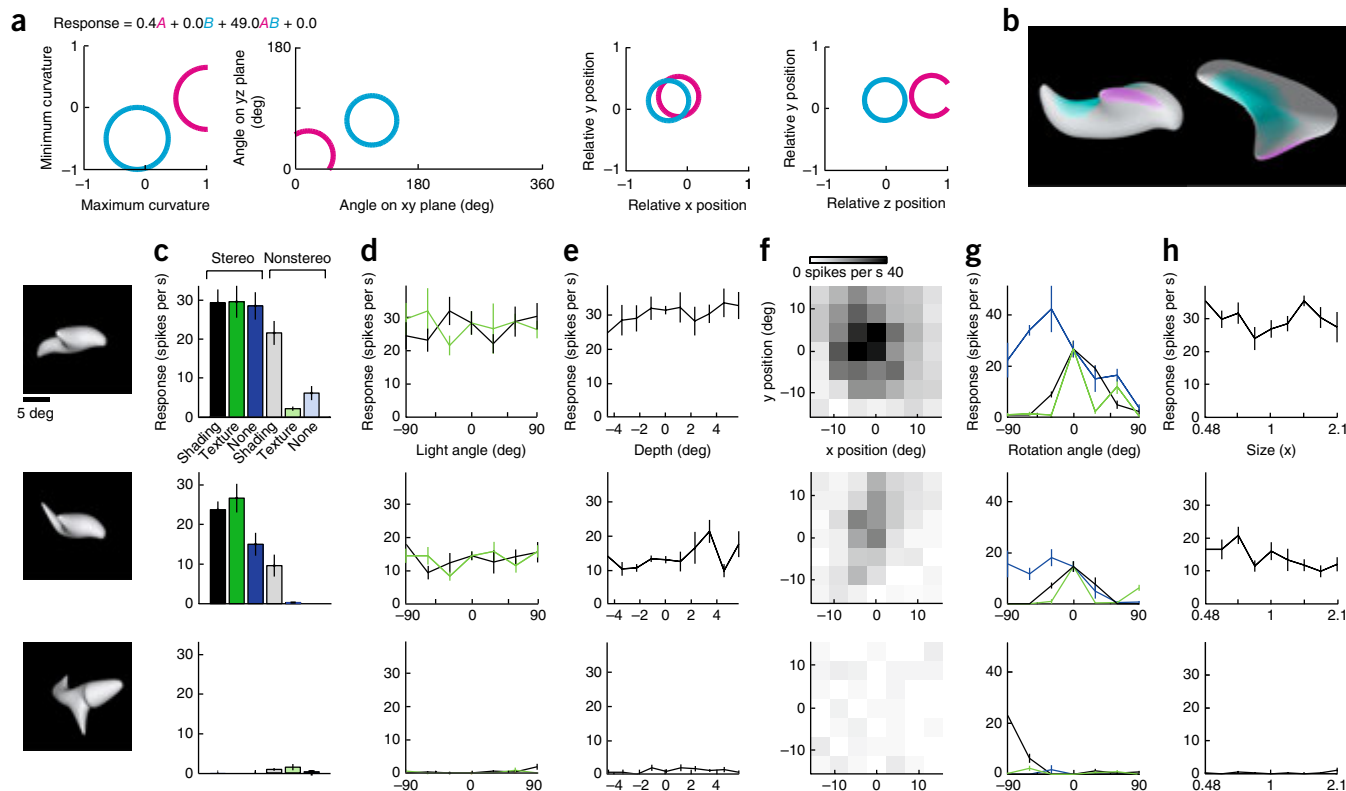 a
b
Response = 0.4A + 0.0B + 49.0AB + 0.0
Minimum curvature
1
0
–1
–1 0 1
Maximum curvature
Angle on yz plane (deg)
180
0
0 180 360
Angle on xy plane (deg)
Relative y position
1
0
–1
–1 0 1
Relative x position
Relative y position
1
0
–1
–1 0 1
Relative z position
c d e f g h
Stereo Nonstereo
5 deg
Response (spikes per s)
30
20
10
0
Shading Texture None Shading Texture None
Response (spikes per s)
30
20
10
0
–90 0 90
Light angle (deg)
Response (spikes per s)
30
20
10
0
–4 –2 0 2 4
Depth (deg)
0 spikes per s 40
y position (deg)
10
0
–10
–10 0 10
x position (deg)
Response (spikes per s)
40
20
0
–90 0 90
Rotation angle (deg)
Response (spikes per s)
30
20
10
0
0.48 1 2.1
Size (x)
30
20
10
0
30
20
10
0
–90 0 90
30
20
10
0
–4 –2 0 2 4
10
0
–10
–10 0 10
40
20
0
–90 0 90
30
20
10
0
0.48 1 2.1
30
20
10
0
30
20
10
0
–90 0 90
30
20
10
0
–4 –2 0 2 4
10
0
–10
–10 0 10
40
20
0
–90 0 90
30
20
10
0
0.48 1 2.1